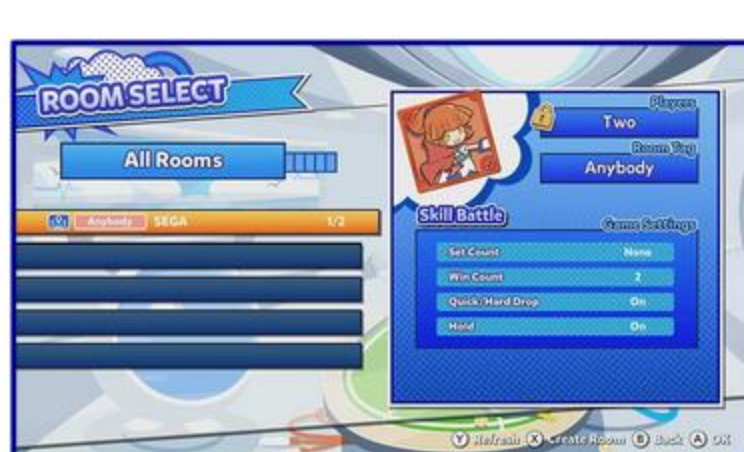 ROOM SELECT
All Rooms
Anybody SEGA 1/2
Players
Two
Room Tag
Anybody
Skill Battle
Game Settings
Set Count None
Win Count 2
Quick/Hard Drop On
Hold On
Y Refresh X Create Room B Back A OK